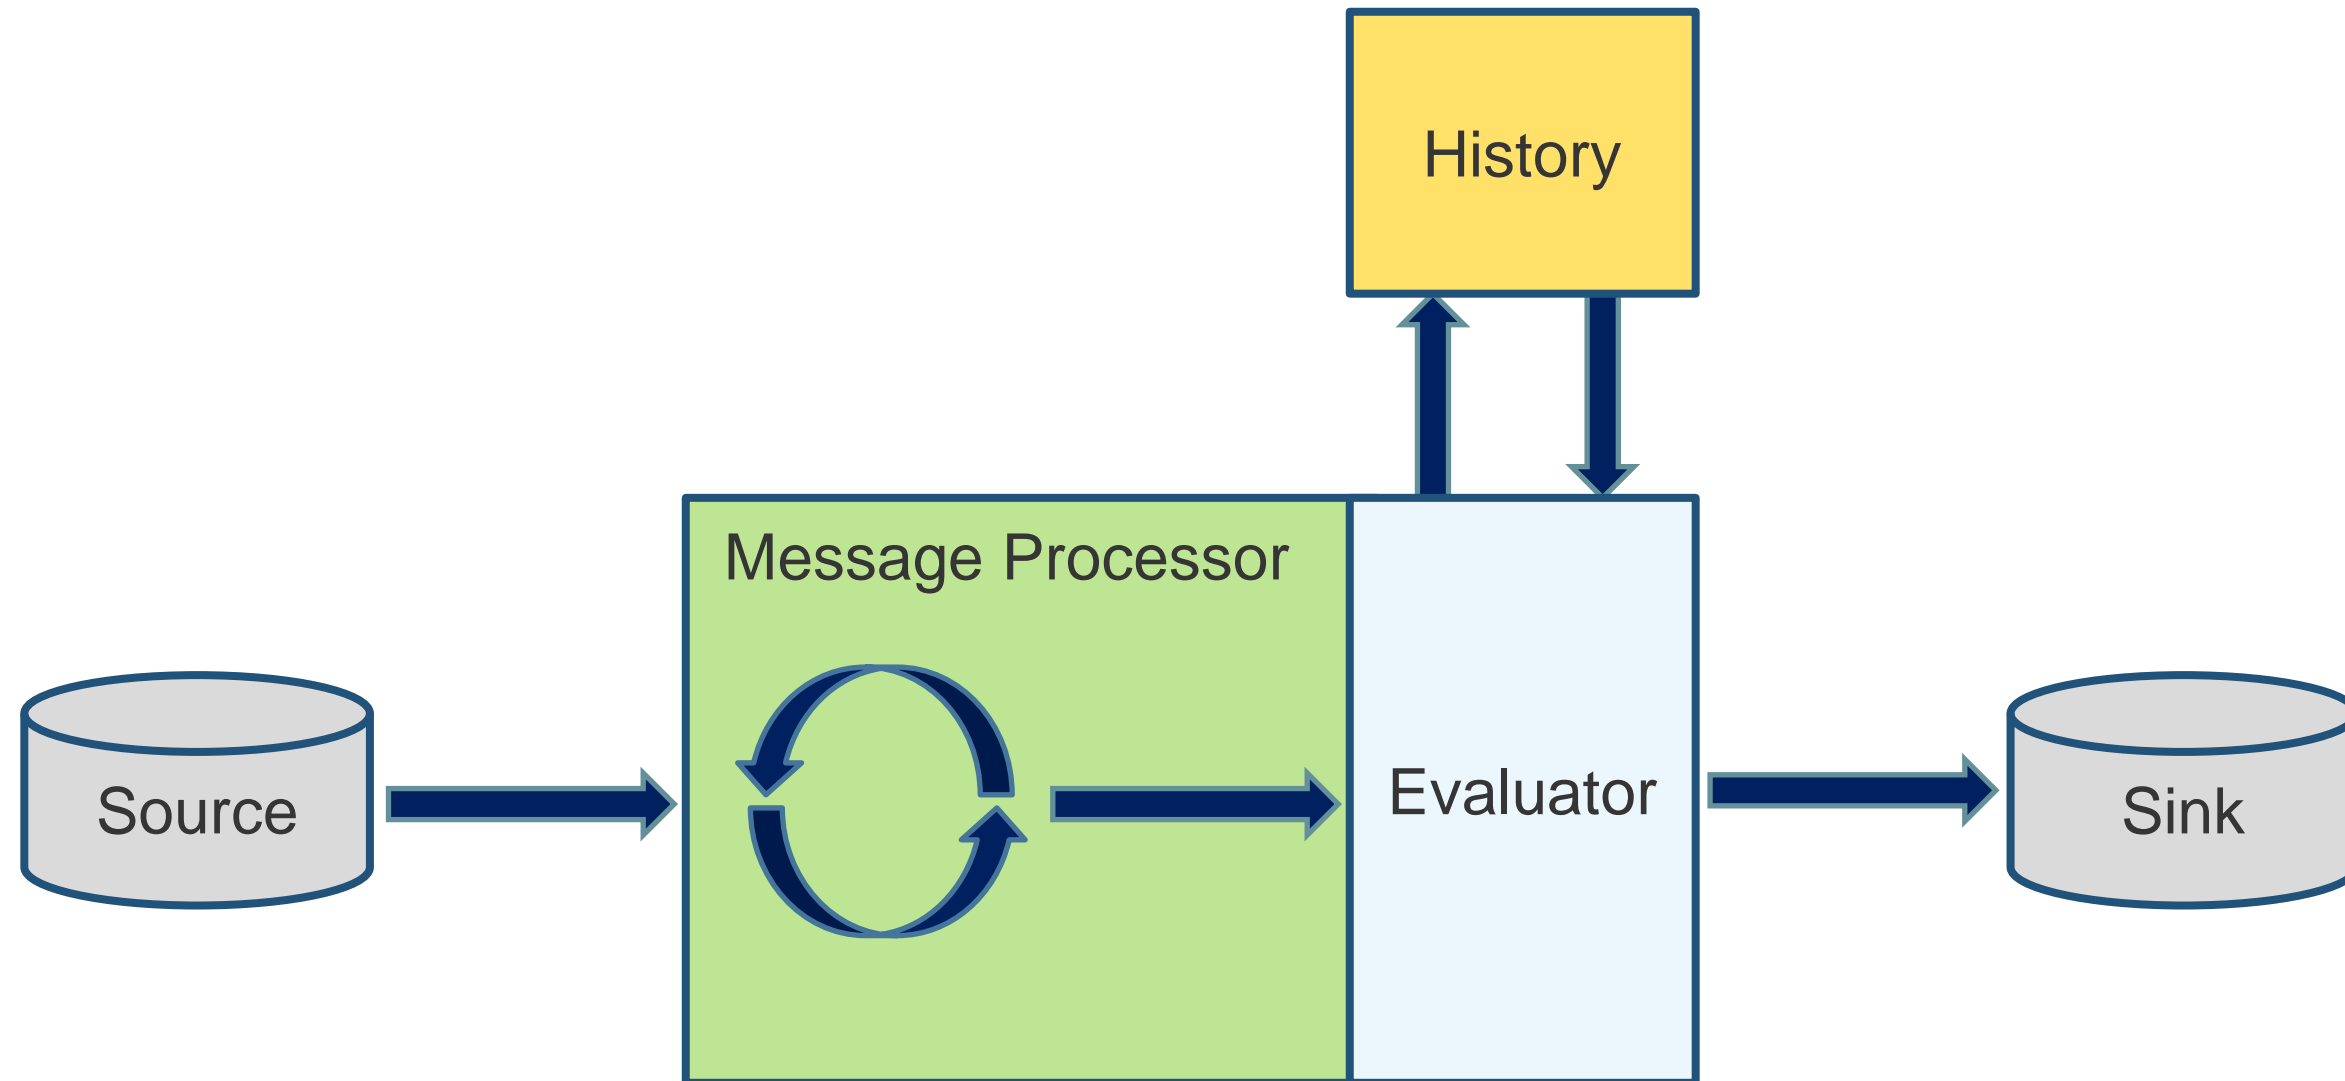 History
Message Processor
Source
Evaluator
Sink